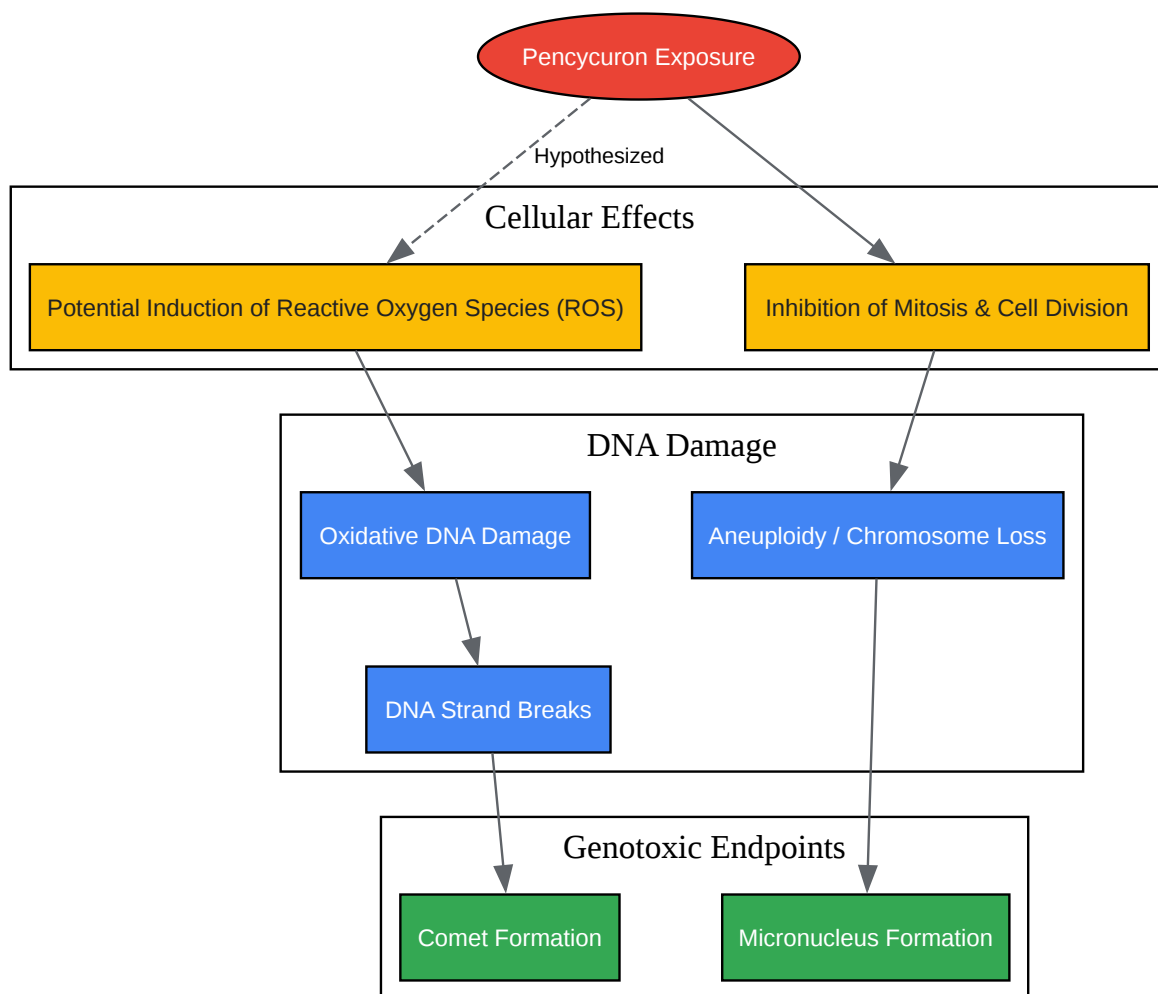 Pencycuron Exposure
Hypothesized
Cellular Effects
Potential Induction of Reactive Oxygen Species (ROS)
Inhibition of Mitosis & Cell Division
DNA Damage
Oxidative DNA Damage
Aneuploidy / Chromosome Loss
DNA Strand Breaks
Genotoxic Endpoints
Comet Formation
Micronucleus Formation